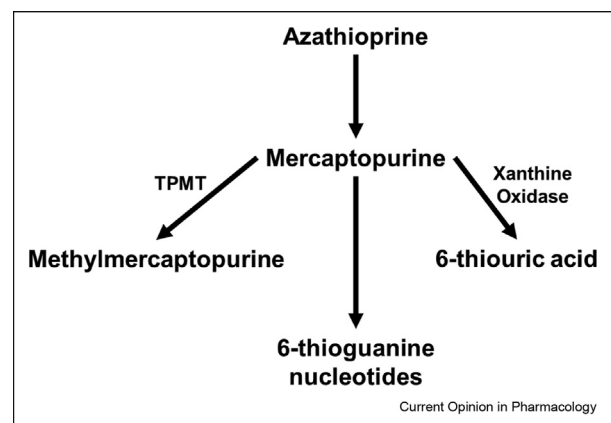 Azathioprine
Mercaptopurine
TPMT
Xanthine
Oxidase
Methylmercaptopurine
6-thiouric acid
6-thioguanine
nucleotides
Current Opinion in Pharmacology